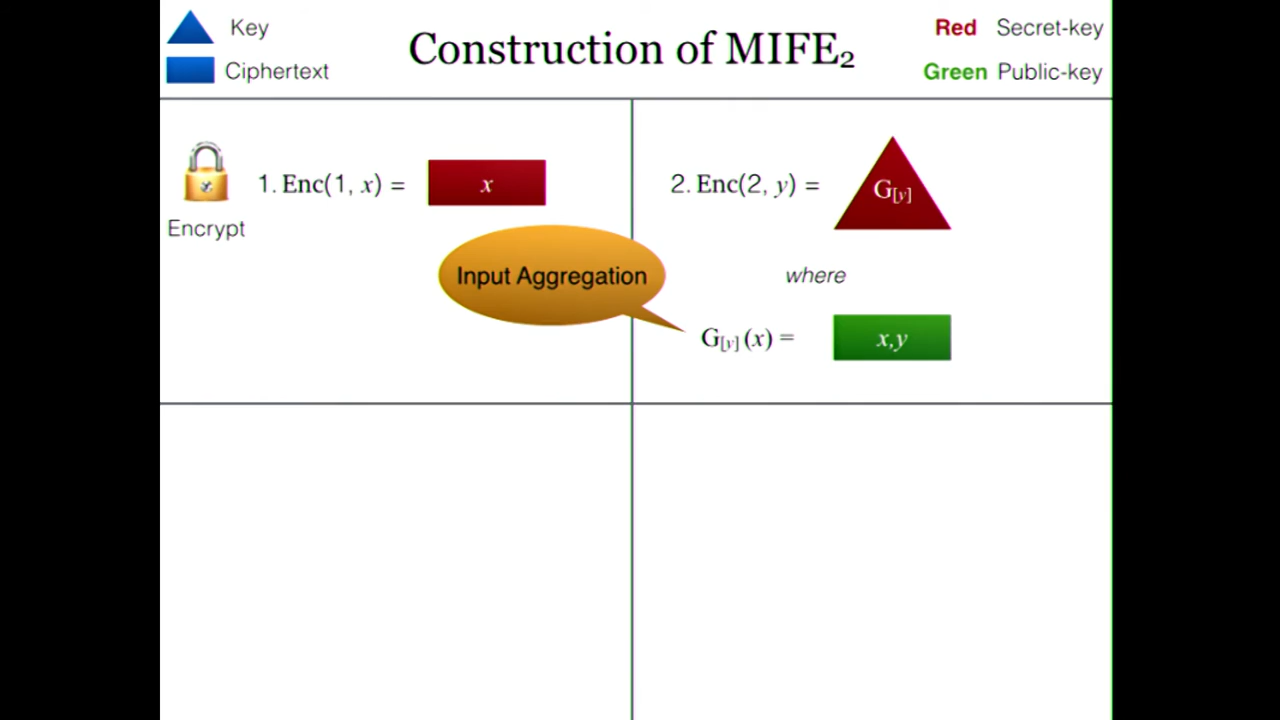 Key
Ciphertext
Construction of MIFE₂
Red Secret-key
Green Public-key
Encrypt
1. Enc(1, x) = x
2. Enc(2, y) = G[y]
Input Aggregation
where
G[y] (x) = x,y